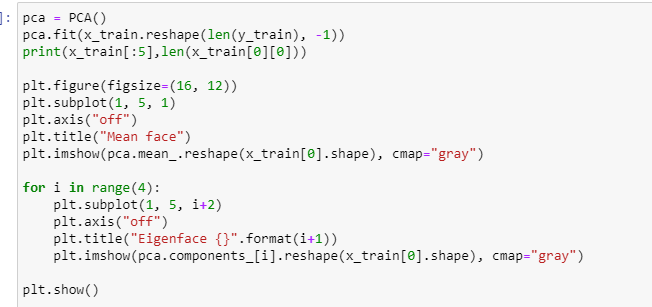 ]: pca = PCA()
pca.fit(x_train.reshape(len(y_train), -1))
print(x_train[:5],len(x_train[0][0]))
plt.figure(figsize=(16, 12))
plt.subplot(1, 5, 1)
plt.axis("off")
plt.title("Mean face")
plt.imshow(pca.mean_.reshape(x_train[0].shape), cmap="gray")
for i in range(4):
    plt.subplot(1, 5, i+2)
    plt.axis("off")
    plt.title("Eigenface {}".format(i+1))
    plt.imshow(pca.components_[i].reshape(x_train[0].shape), cmap="gray")
plt.show()